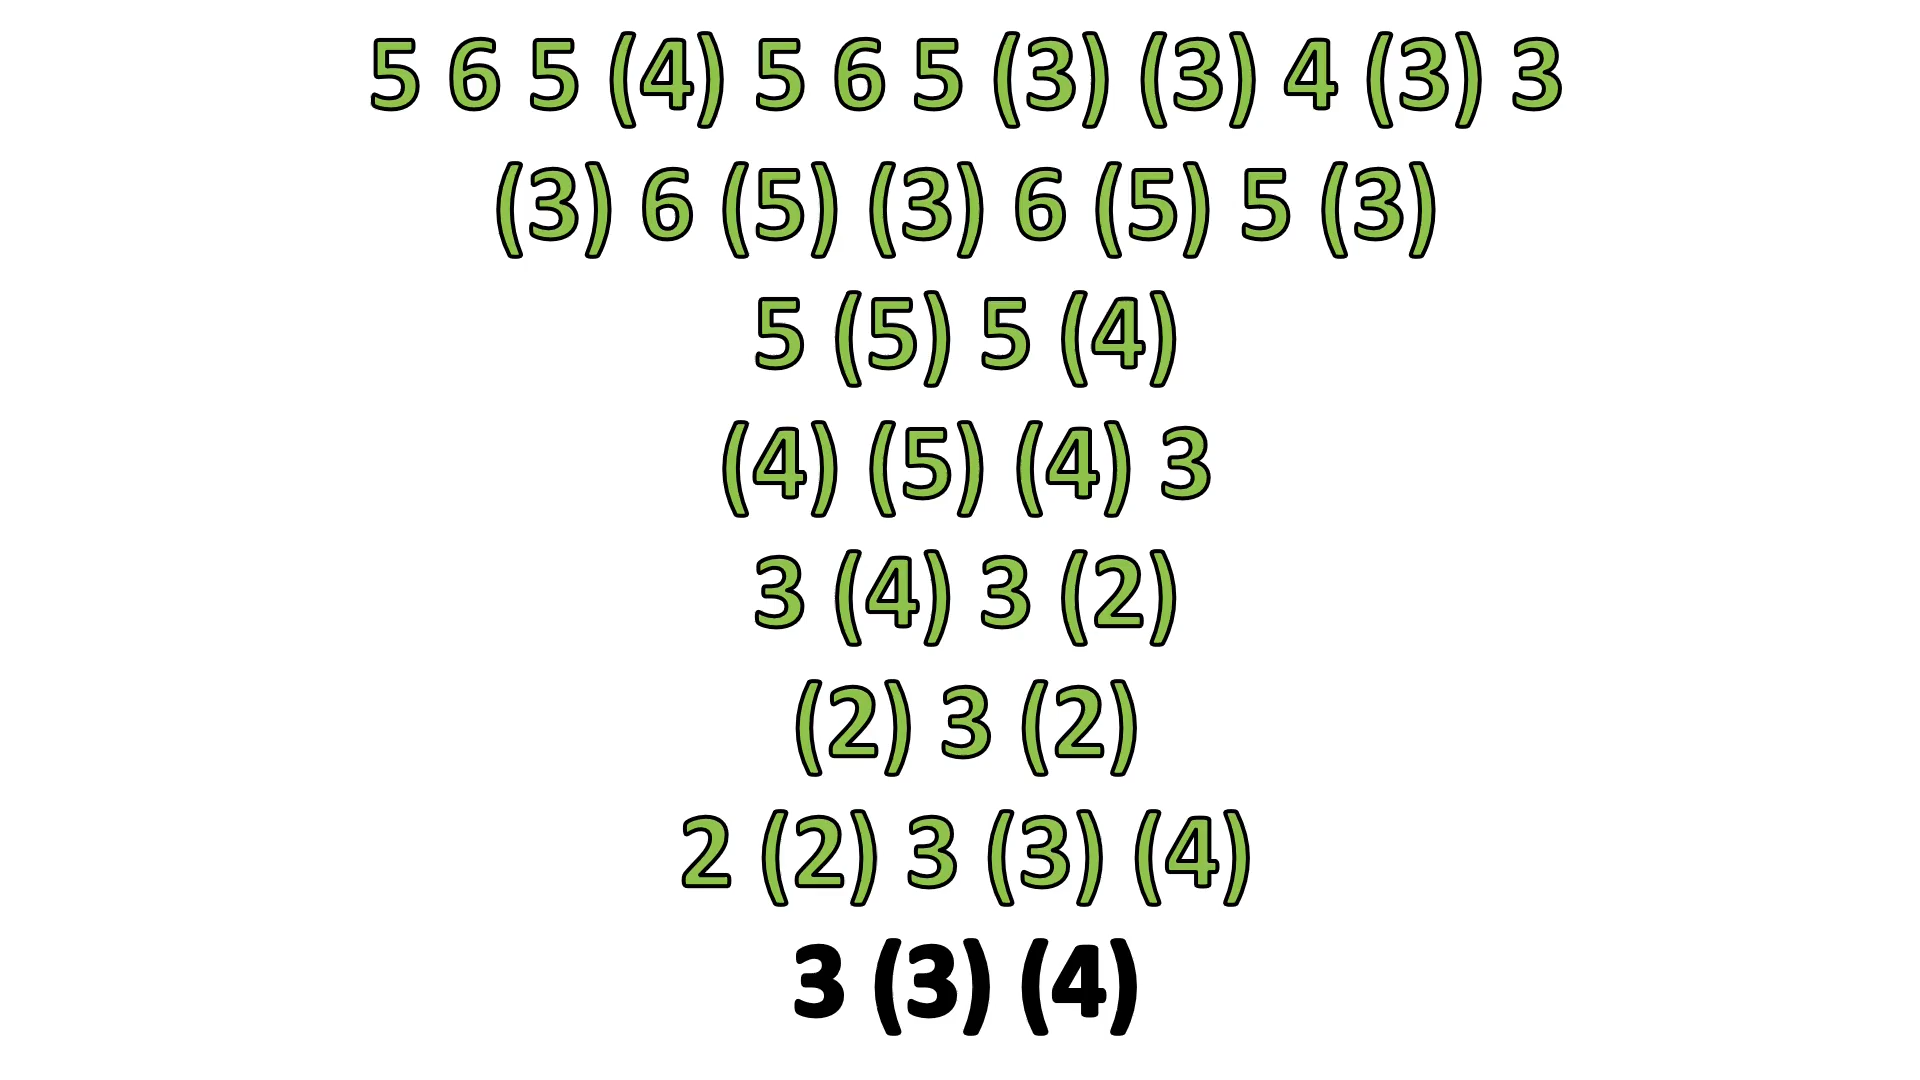 5 6 5 (4) 5 6 5 (3) (3) 4 (3) 3
(3) 6 (5) (3) 6 (5) 5 (3)
5 (5) 5 (4)
(4) (5) (4) 3
3 (4) 3 (2)
(2) 3 (2)
2 (2) 3 (3) (4)
3 (3) (4)